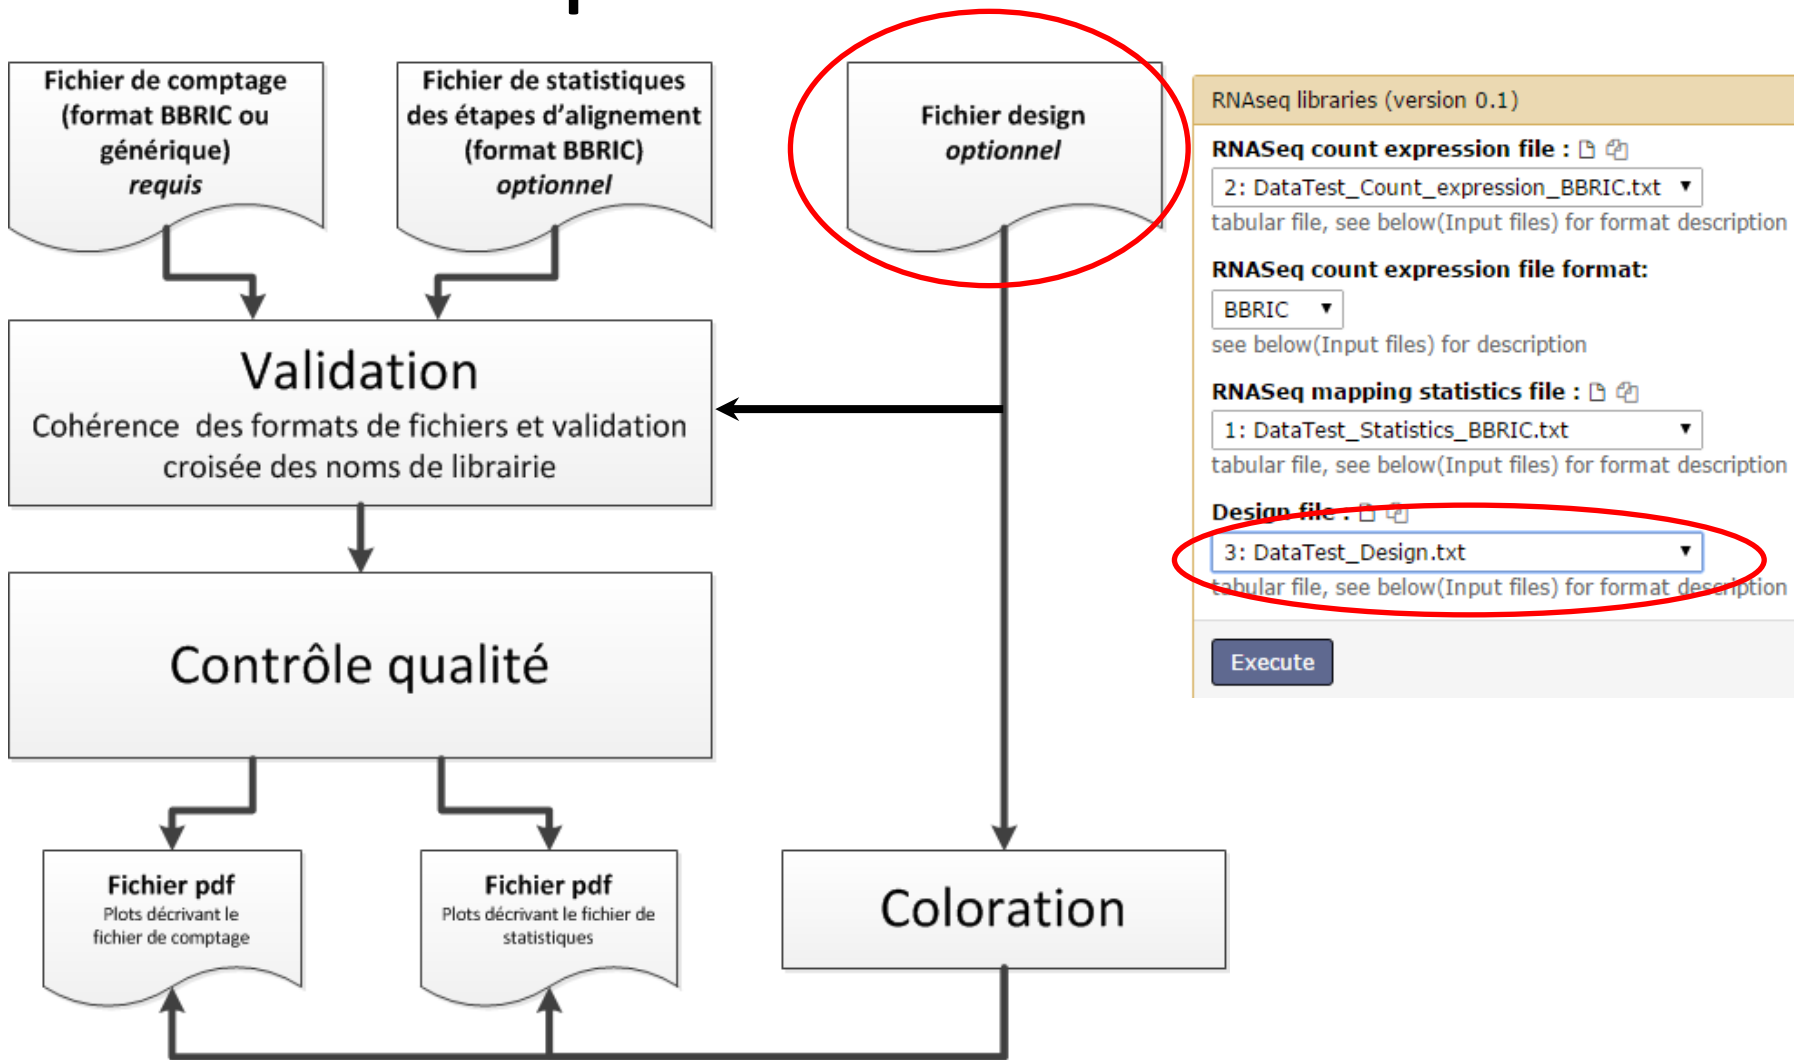 Fichier de comptage
(format BBRIC ou
générique)
requis
Fichier de statistiques
des étapes d'alignement
(format BBRIC)
optionnel
Fichier design
optionnel
Validation
Cohérence des formats de fichiers et validation
croisée des noms de librairie
Contrôle qualité
Fichier pdf
Plots décrivant le
fichier de comptage
Fichier pdf
Plots décrivant le fichier de
statistiques
Coloration
RNAseq libraries (version 0.1)
RNASeq count expression file :
2: DataTest_Count_expression_BBRIC.txt
tabular file, see below(Input files) for format description
RNASeq count expression file format:
BBRIC
see below(Input files) for description
RNASeq mapping statistics file :
1: DataTest_Statistics_BBRIC.txt
tabular file, see below(Input files) for format description
Design file :
3: DataTest_Design.txt
tabular file, see below(Input files) for format description
Execute